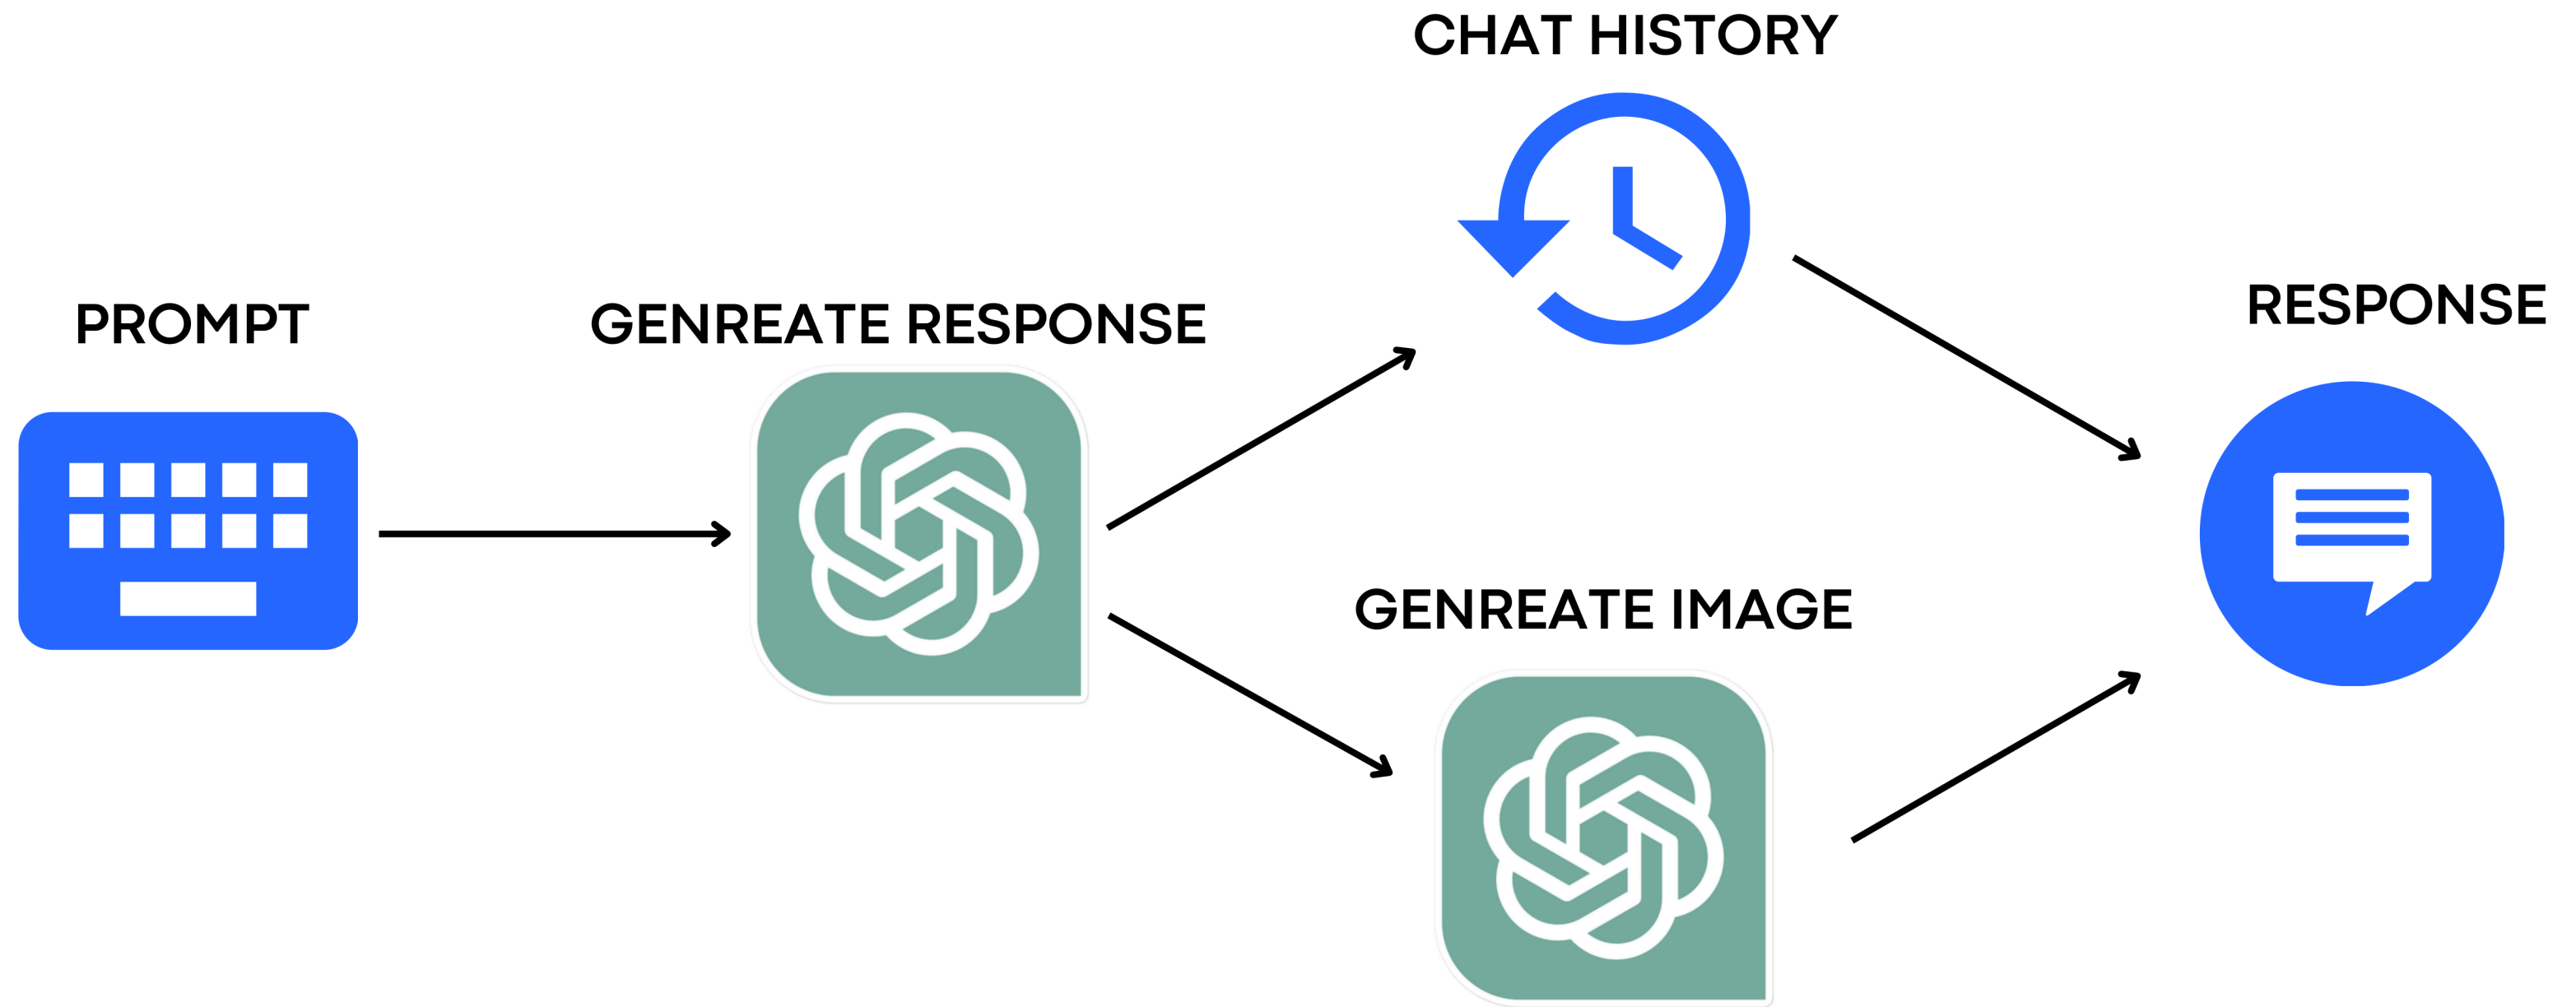 CHAT HISTORY
PROMPT
GENREATE RESPONSE
RESPONSE
GENREATE IMAGE